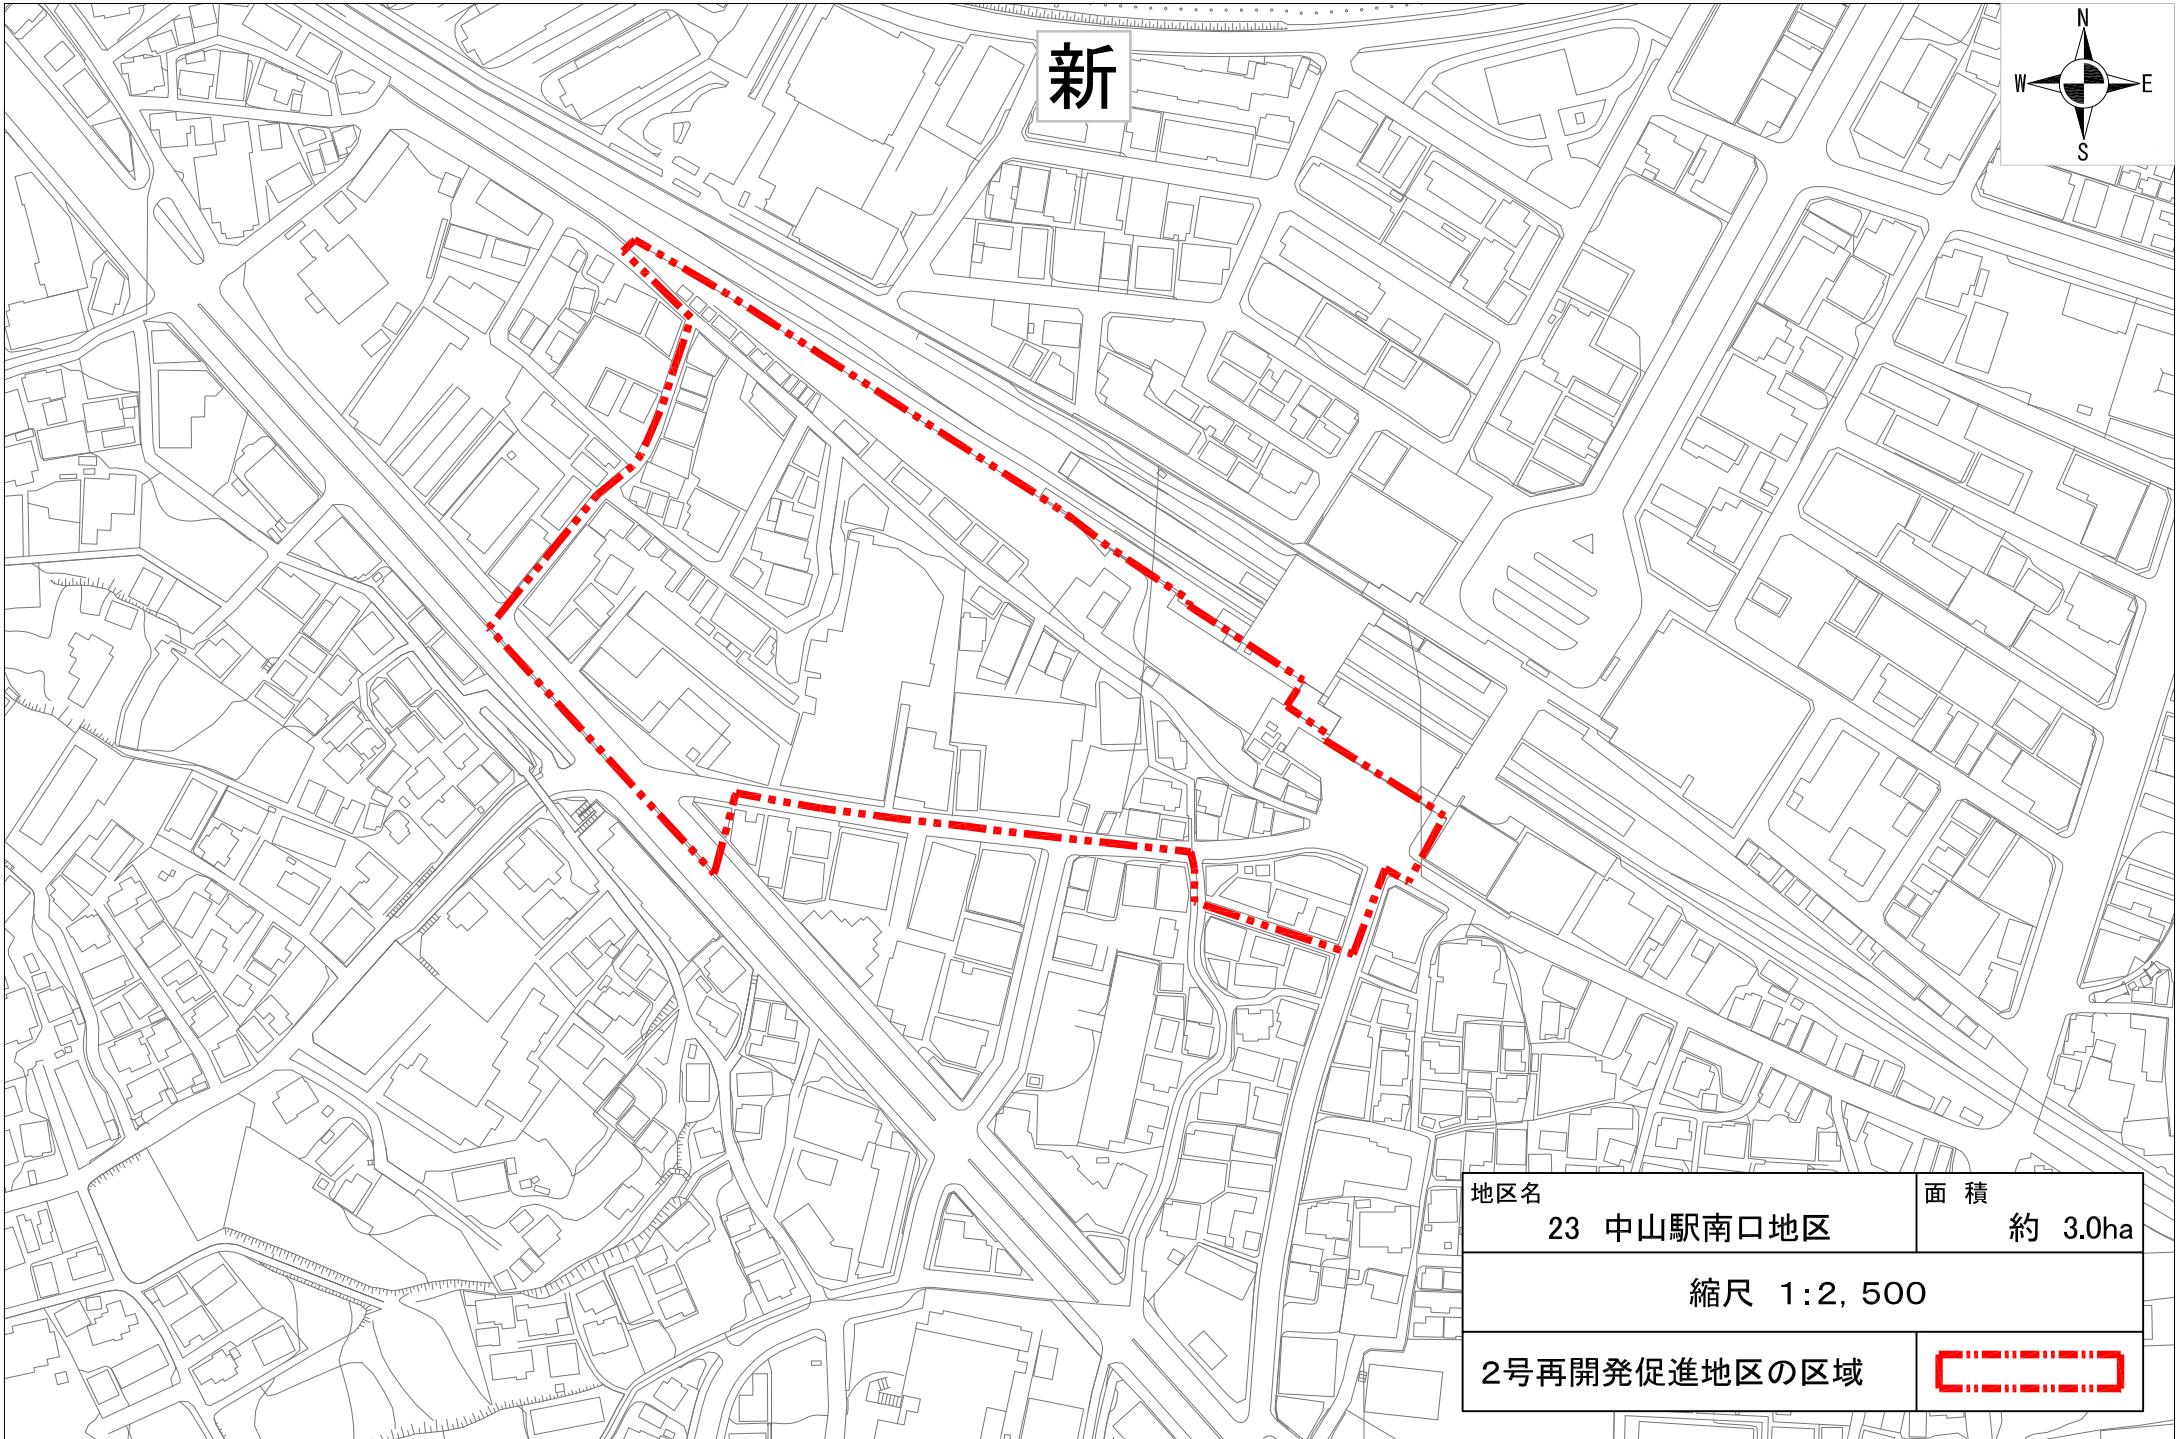 新
N
W E
S
地区名
23 中山駅南口地区
面 積
約 3.0ha
縮尺 1:2,500
2号再開発促進地区の区域